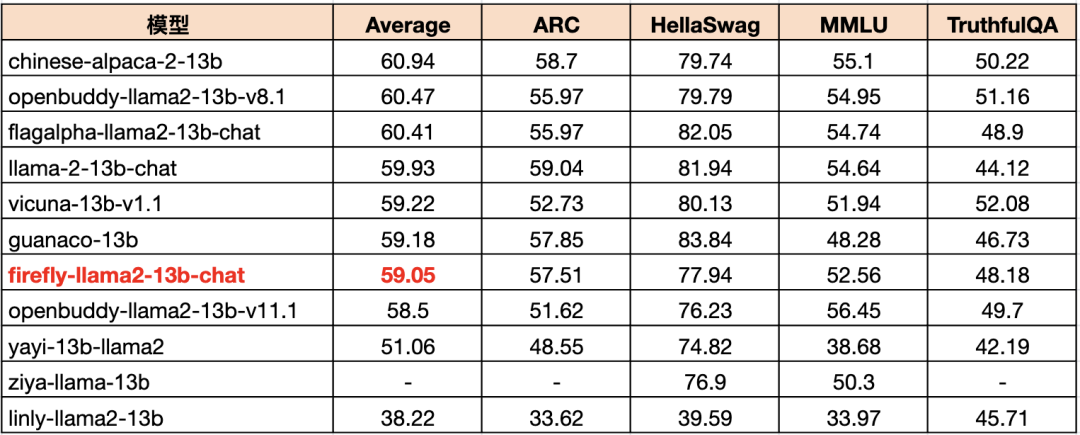 模型 Average ARC HellaSwag MMLU TruthfulQA
chinese-alpaca-2-13b 60.94 58.7 79.74 55.1 50.22
openbuddy-llama2-13b-v8.1 60.47 55.97 79.79 54.95 51.16
flagalpha-llama2-13b-chat 60.41 55.97 82.05 54.74 48.9
llama-2-13b-chat 59.93 59.04 81.94 54.64 44.12
vicuna-13b-v1.1 59.22 52.73 80.13 51.94 52.08
guanaco-13b 59.18 57.85 83.84 48.28 46.73
firefly-llama2-13b-chat 59.05 57.51 77.94 52.56 48.18
openbuddy-llama2-13b-v11.1 58.5 51.62 76.23 56.45 49.7
yayi-13b-llama2 51.06 48.55 74.82 38.68 42.19
ziya-llama-13b - - 76.9 50.3 -
linly-llama2-13b 38.22 33.62 39.59 33.97 45.71